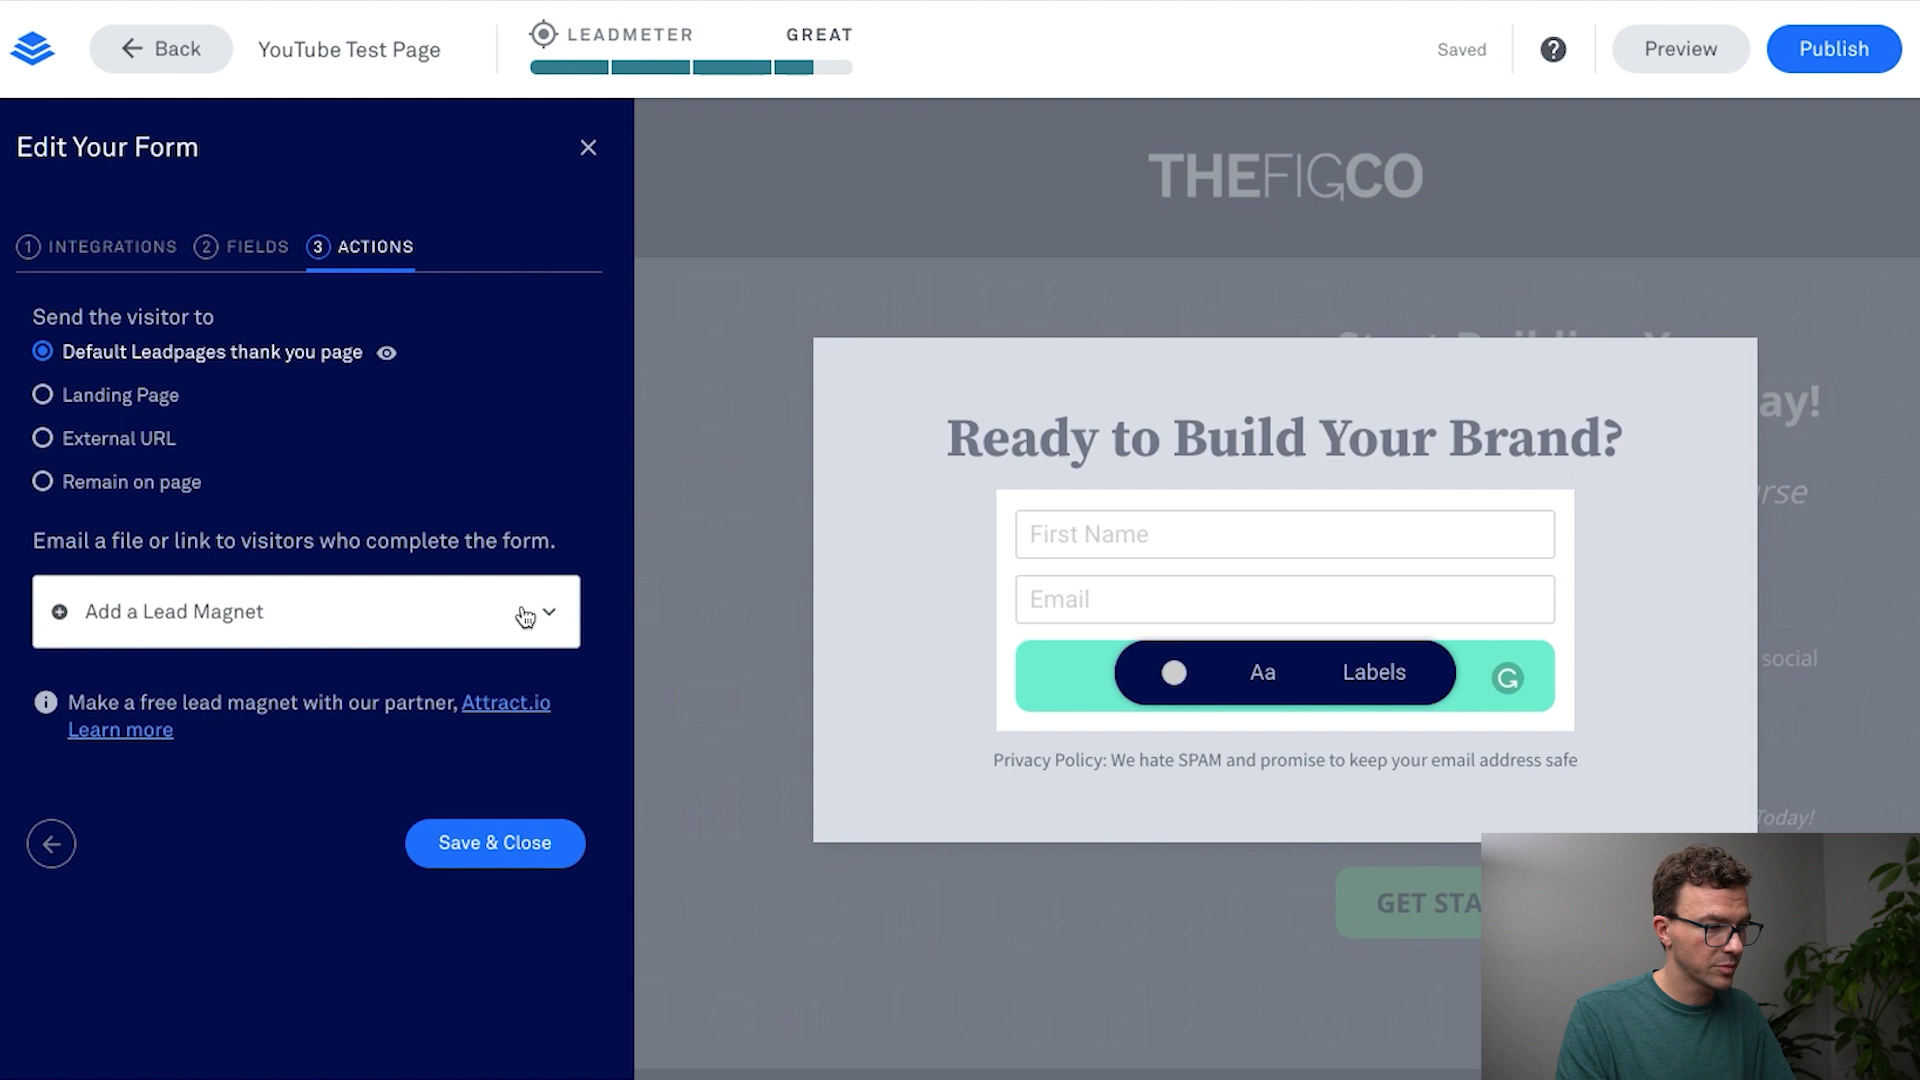 Back
YouTube Test Page
LEADMETER
GREAT
Saved
?
Preview
Publish
Edit Your Form
1 INTEGRATIONS 2 FIELDS 3 ACTIONS
Send the visitor to
Default Leadpages thank you page
Landing Page
External URL
Remain on page
Email a file or link to visitors who complete the form.
Add a Lead Magnet
Make a free lead magnet with our partner, Attract.io
Learn more
Save & Close
THEFIGCO
ay!
urse
social
Today!
GET STA
Ready to Build Your Brand?
First Name
Email
Aa
Labels
Privacy Policy: We hate SPAM and promise to keep your email address safe